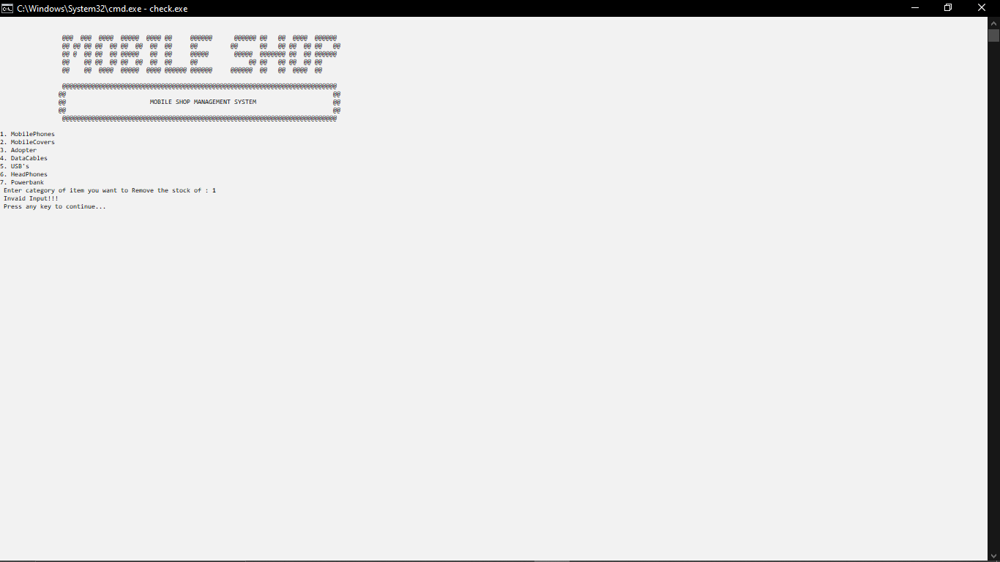 C:\Windows\System32\cmd.exe - check.exe
MOBILE SHOP
MOBILE SHOP MANAGEMENT SYSTEM
1. MobilePhones
2. MobileCovers
3. Adopter
4. DataCables
5. USB's
6. HeadPhones
7. Powerbank
Enter category of item you want to Remove the stock of : 1
Invaid Input!!!
Press any key to continue...